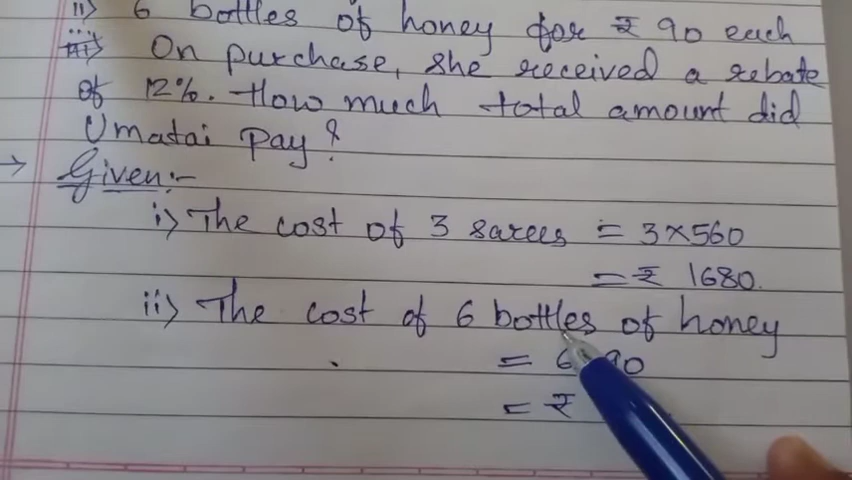 ii) 6 bottles of honey for ₹ 90 each
iii) On purchase, she received a rebate
of 12%. How much total amount did
Umatai pay?
→ Given:-
i) The cost of 3 sarees = 3×560
=₹ 1680.
ii) The cost of 6 bottles of honey
= 6 90
= ₹